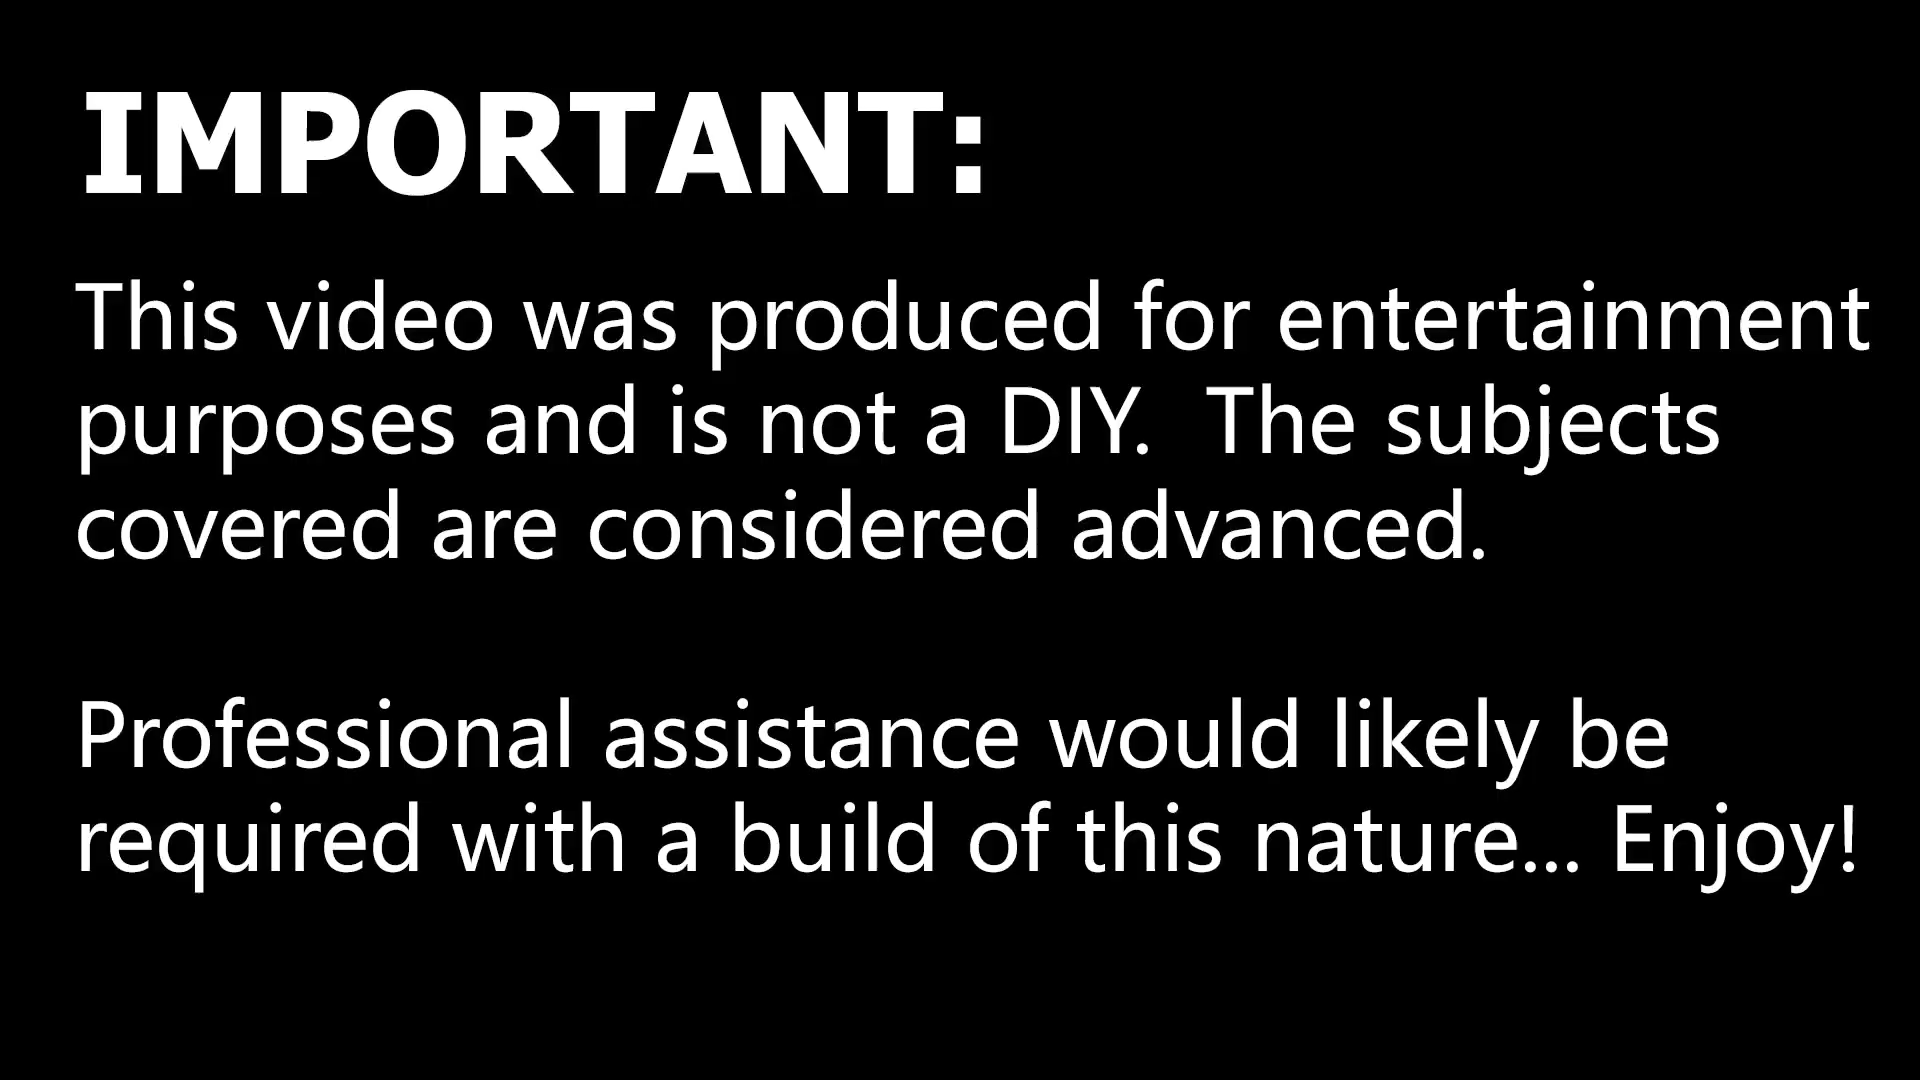 IMPORTANT:
This video was produced for entertainment
purposes and is not a DIY.  The subjects
covered are considered advanced.
Professional assistance would likely be
required with a build of this nature... Enjoy!